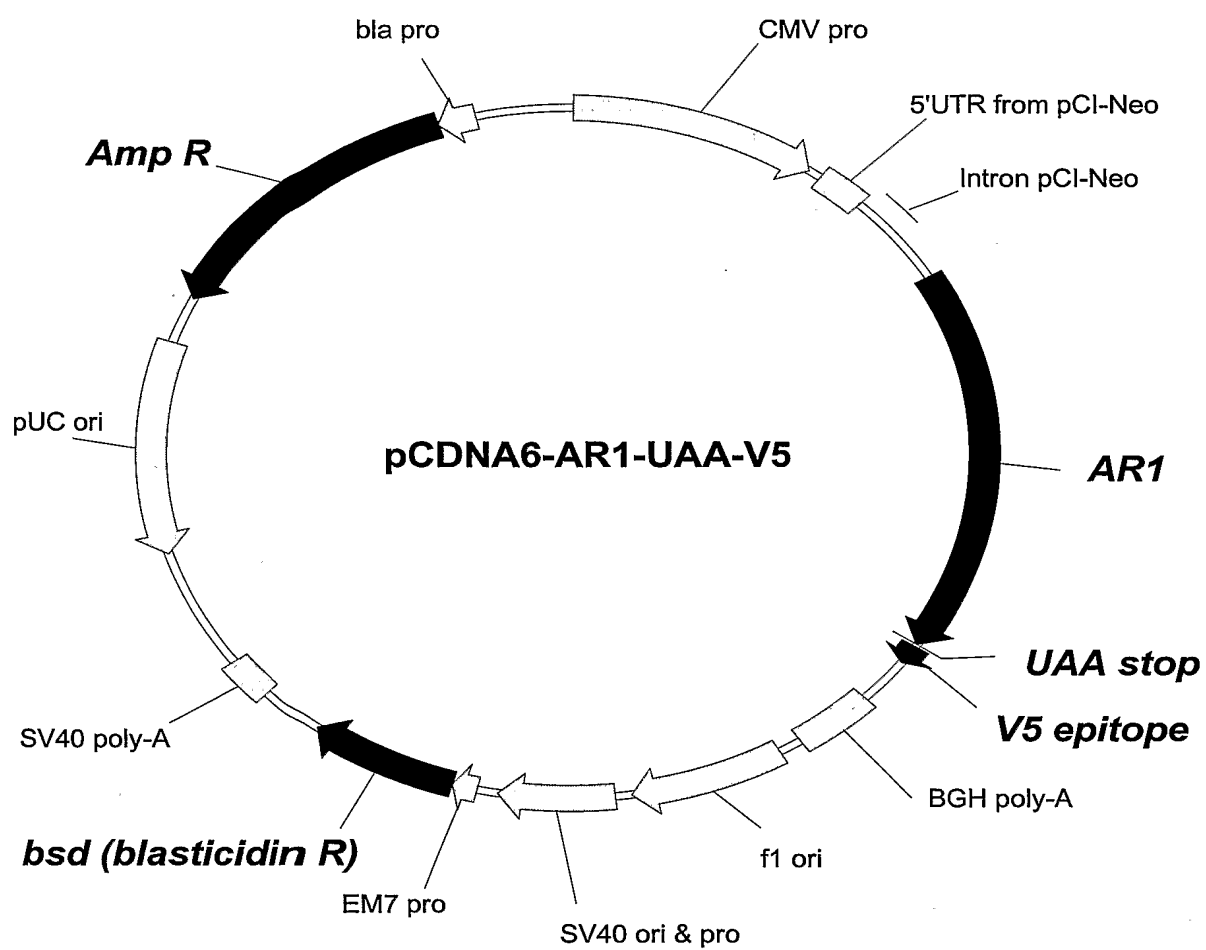 bla pro
CMV pro
5'UTR from pCI-Neo
Amp R
Intron pCI-Neo
pUC ori
pCDNA6-AR1-UAA-V5
AR1
UAA stop
V5 epitope
SV40 poly-A
BGH poly-A
bsd (blasticidin R)
f1 ori
EM7 pro
SV40 ori & pro